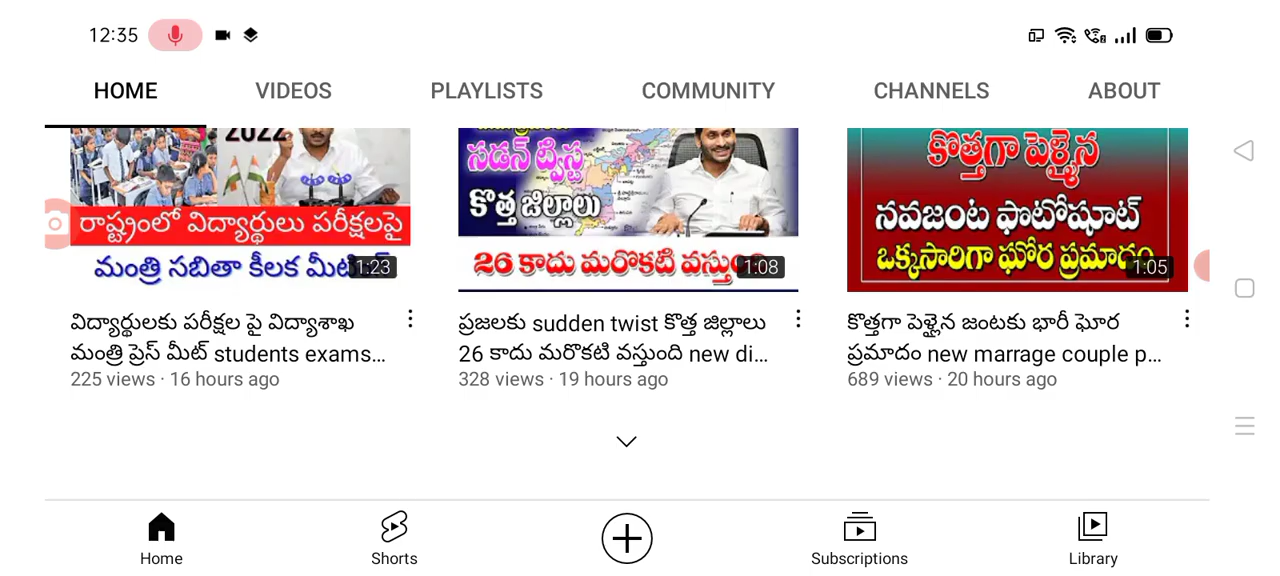 12:35
HOME VIDEOS PLAYLISTS COMMUNITY CHANNELS ABOUT
2022
రాష్ట్రంలో విద్యార్థులు పరీక్షలపై
మంత్రి సబితా కీలక
1:23
సడన్ ట్విస్ట
కొత్త జిల్లాలు
26 కాదు మరొకటి
1:08
కొత్తగా పెళ్ళైన
నవజంట ఫొటోషూట్
ఒక్కసారిగా ఘోర ప్రమాదం
1:05
విద్యార్థులకు పరీక్షల పై విద్యాశాఖ
మంత్రి ప్రెస్ మీట్ students exams...
225 views · 16 hours ago
ప్రజలకు sudden twist కొత్త జిల్లాలు
26 కాదు మరొకటి వస్తుంది new di...
328 views · 19 hours ago
కొత్తగా పెళ్లైన జంటకు భారీ ఘోర
ప్రమాదం new marrage couple p...
689 views · 20 hours ago
Home Shorts Subscriptions Library